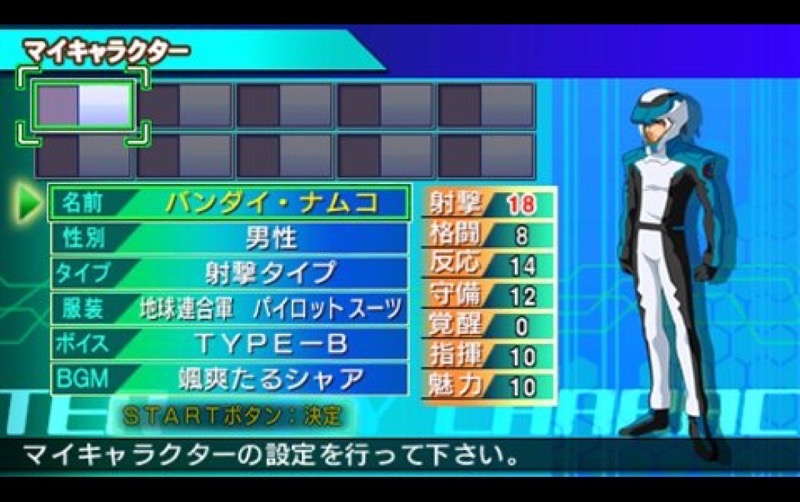 マイキャラクター
名前 バンダイ・ナムコ
性別 男性
タイプ 射撃タイプ
服装 地球連合軍 パイロットスーツ
ボイス TYPE－B
BGM 颯爽たるシャア
射撃 18
格闘 8
反応 14
守備 12
覚醒 0
指揮 10
魅力 10
STARTボタン：決定
マイキャラクターの設定を行って下さい。